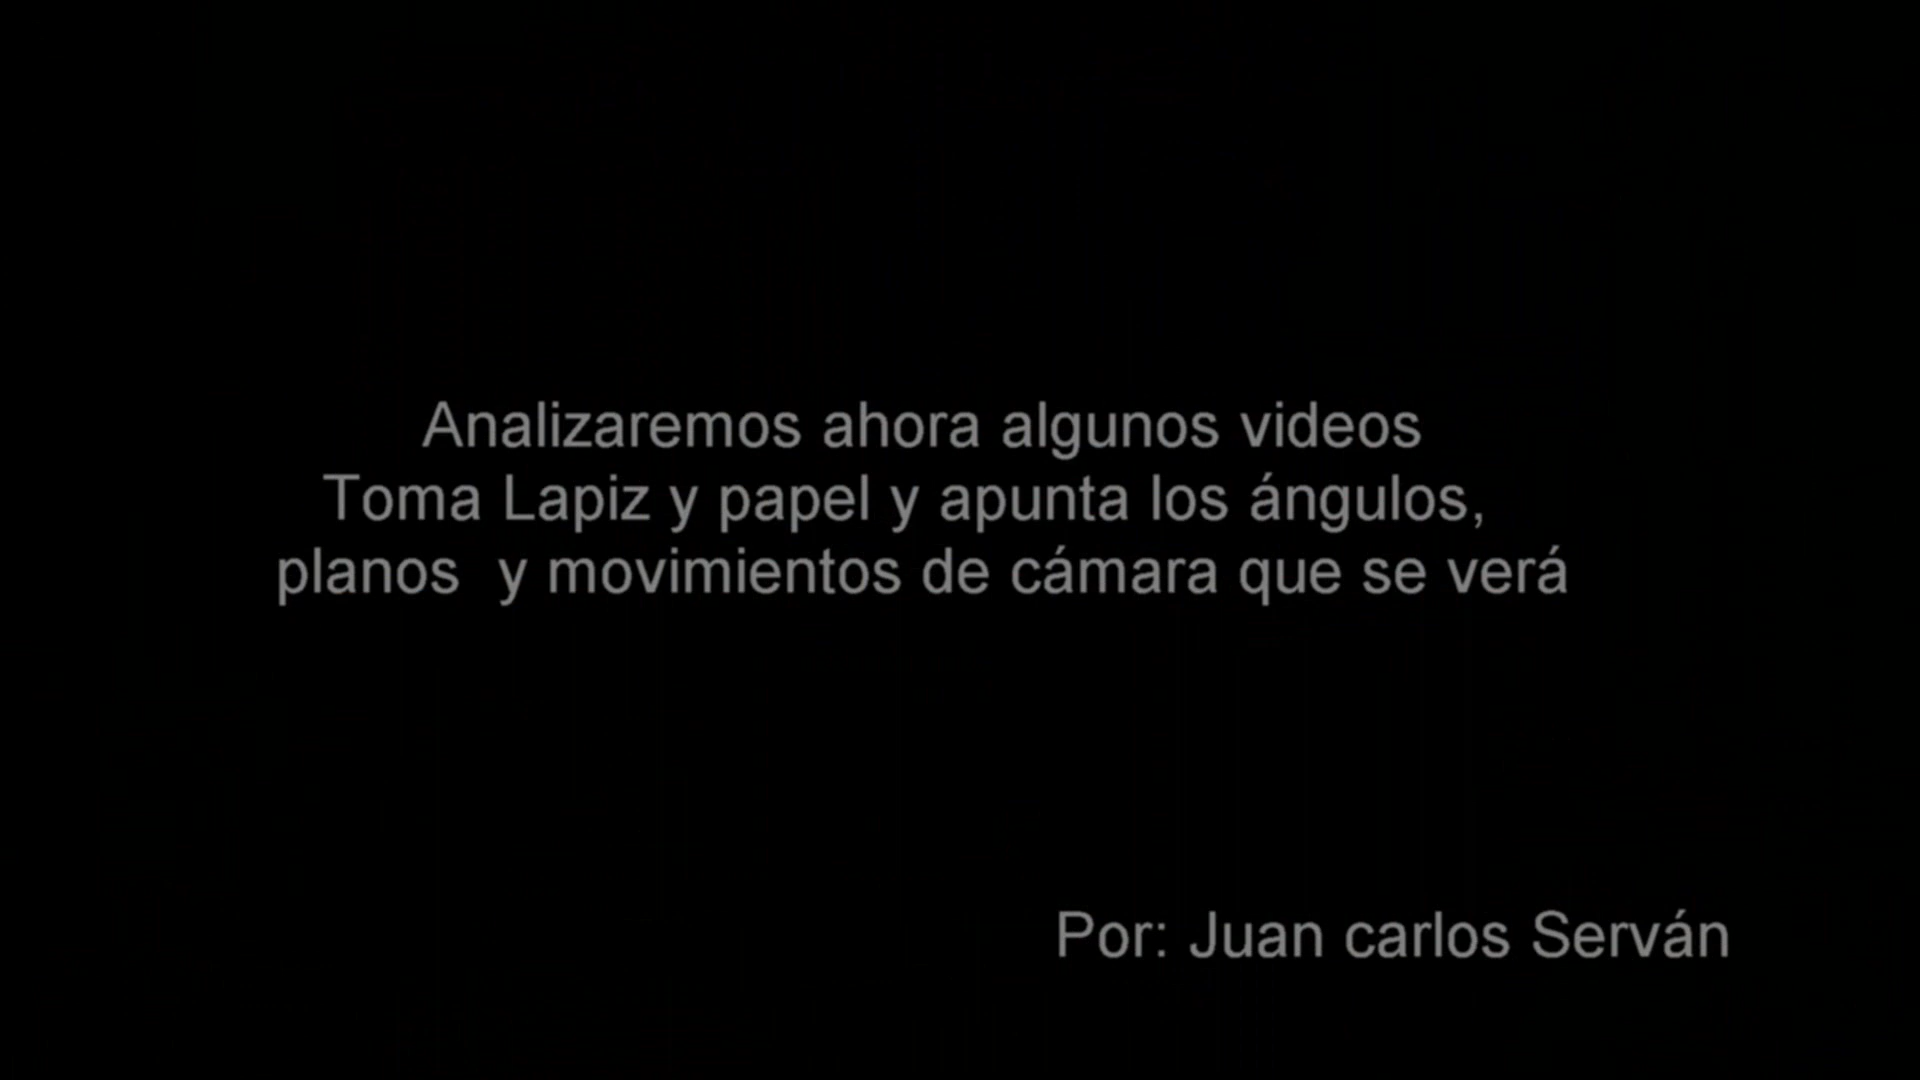 Analizaremos ahora algunos videos
Toma Lapiz y papel y apunta los ángulos,
planos  y movimientos de cámara que se verá
Por: Juan carlos Serván